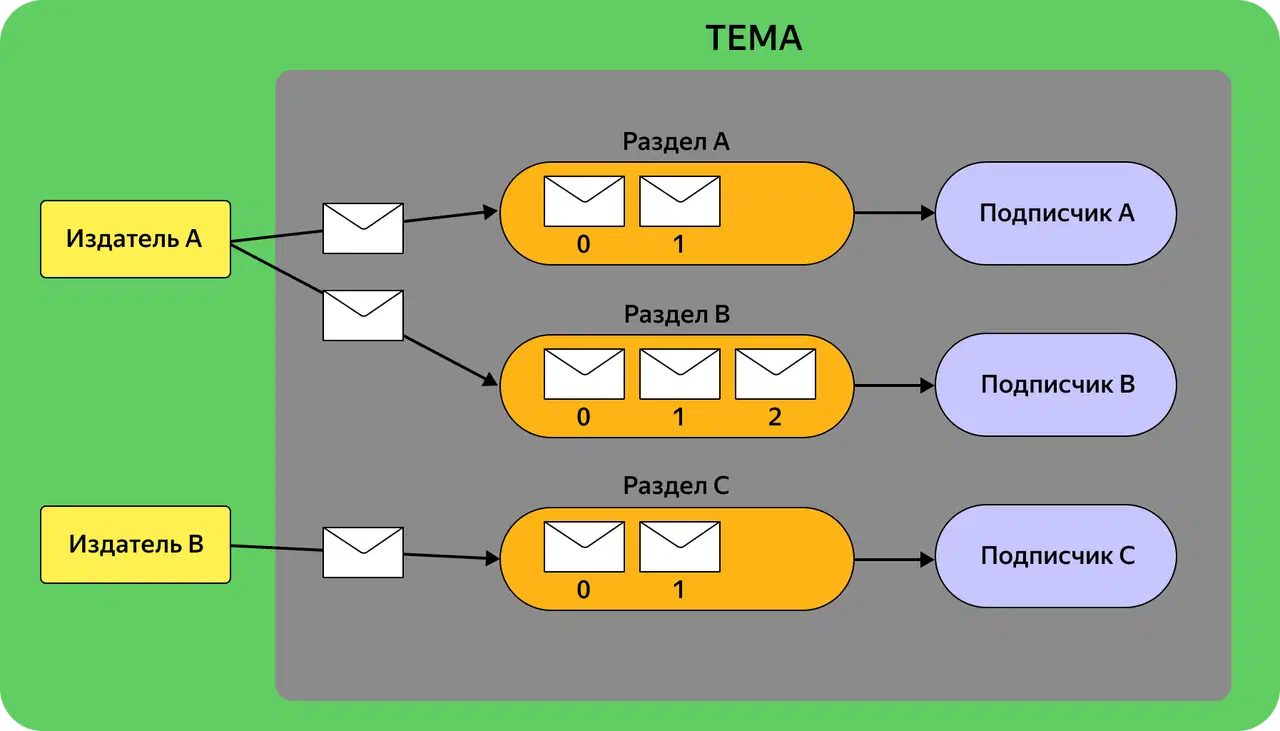 ТЕМА
Раздел А
Издатель А
0 1
Подписчик А
Раздел В
0 1 2
Подписчик В
Раздел С
Издатель В
0 1
Подписчик С